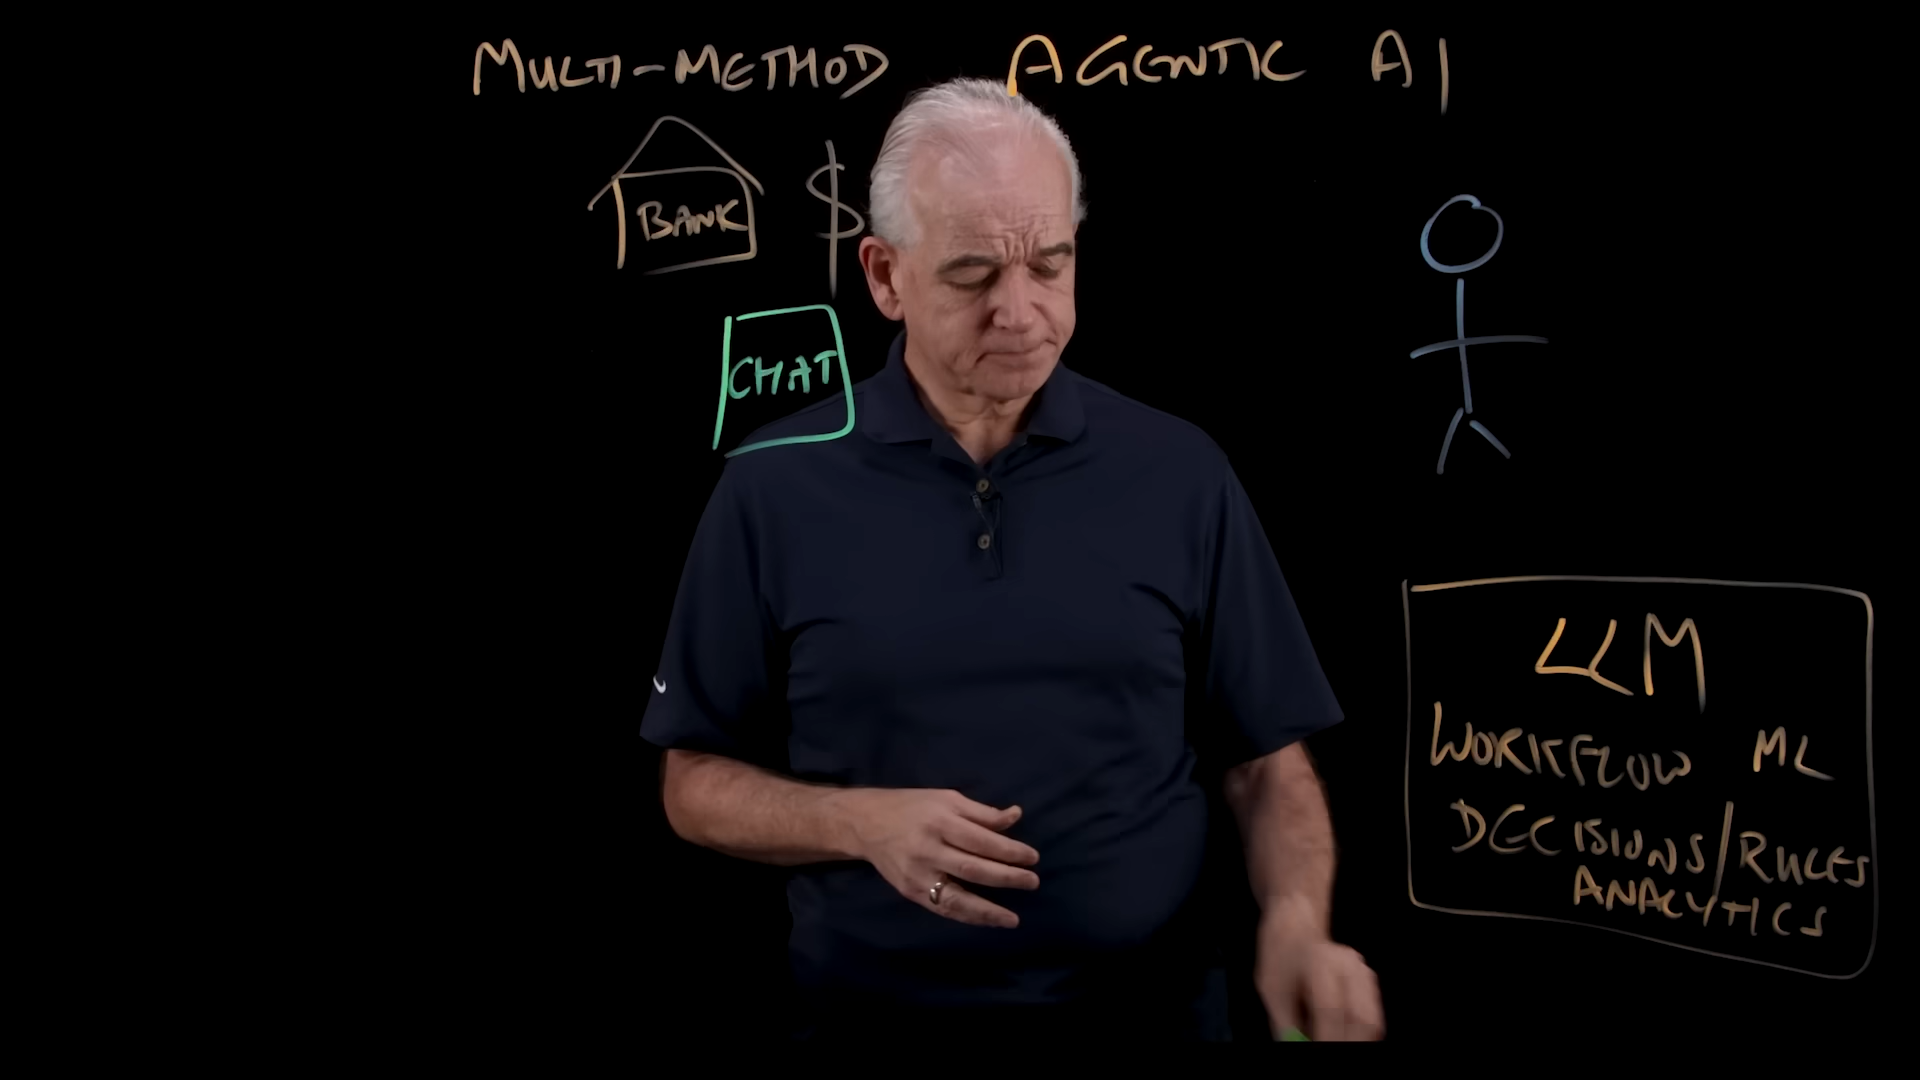 MULTI-METHOD AGENTIC AI
BANK
$
CHAT
LLM
WORKFLOW ML
DECISIONS/RULES
ANALYTICS